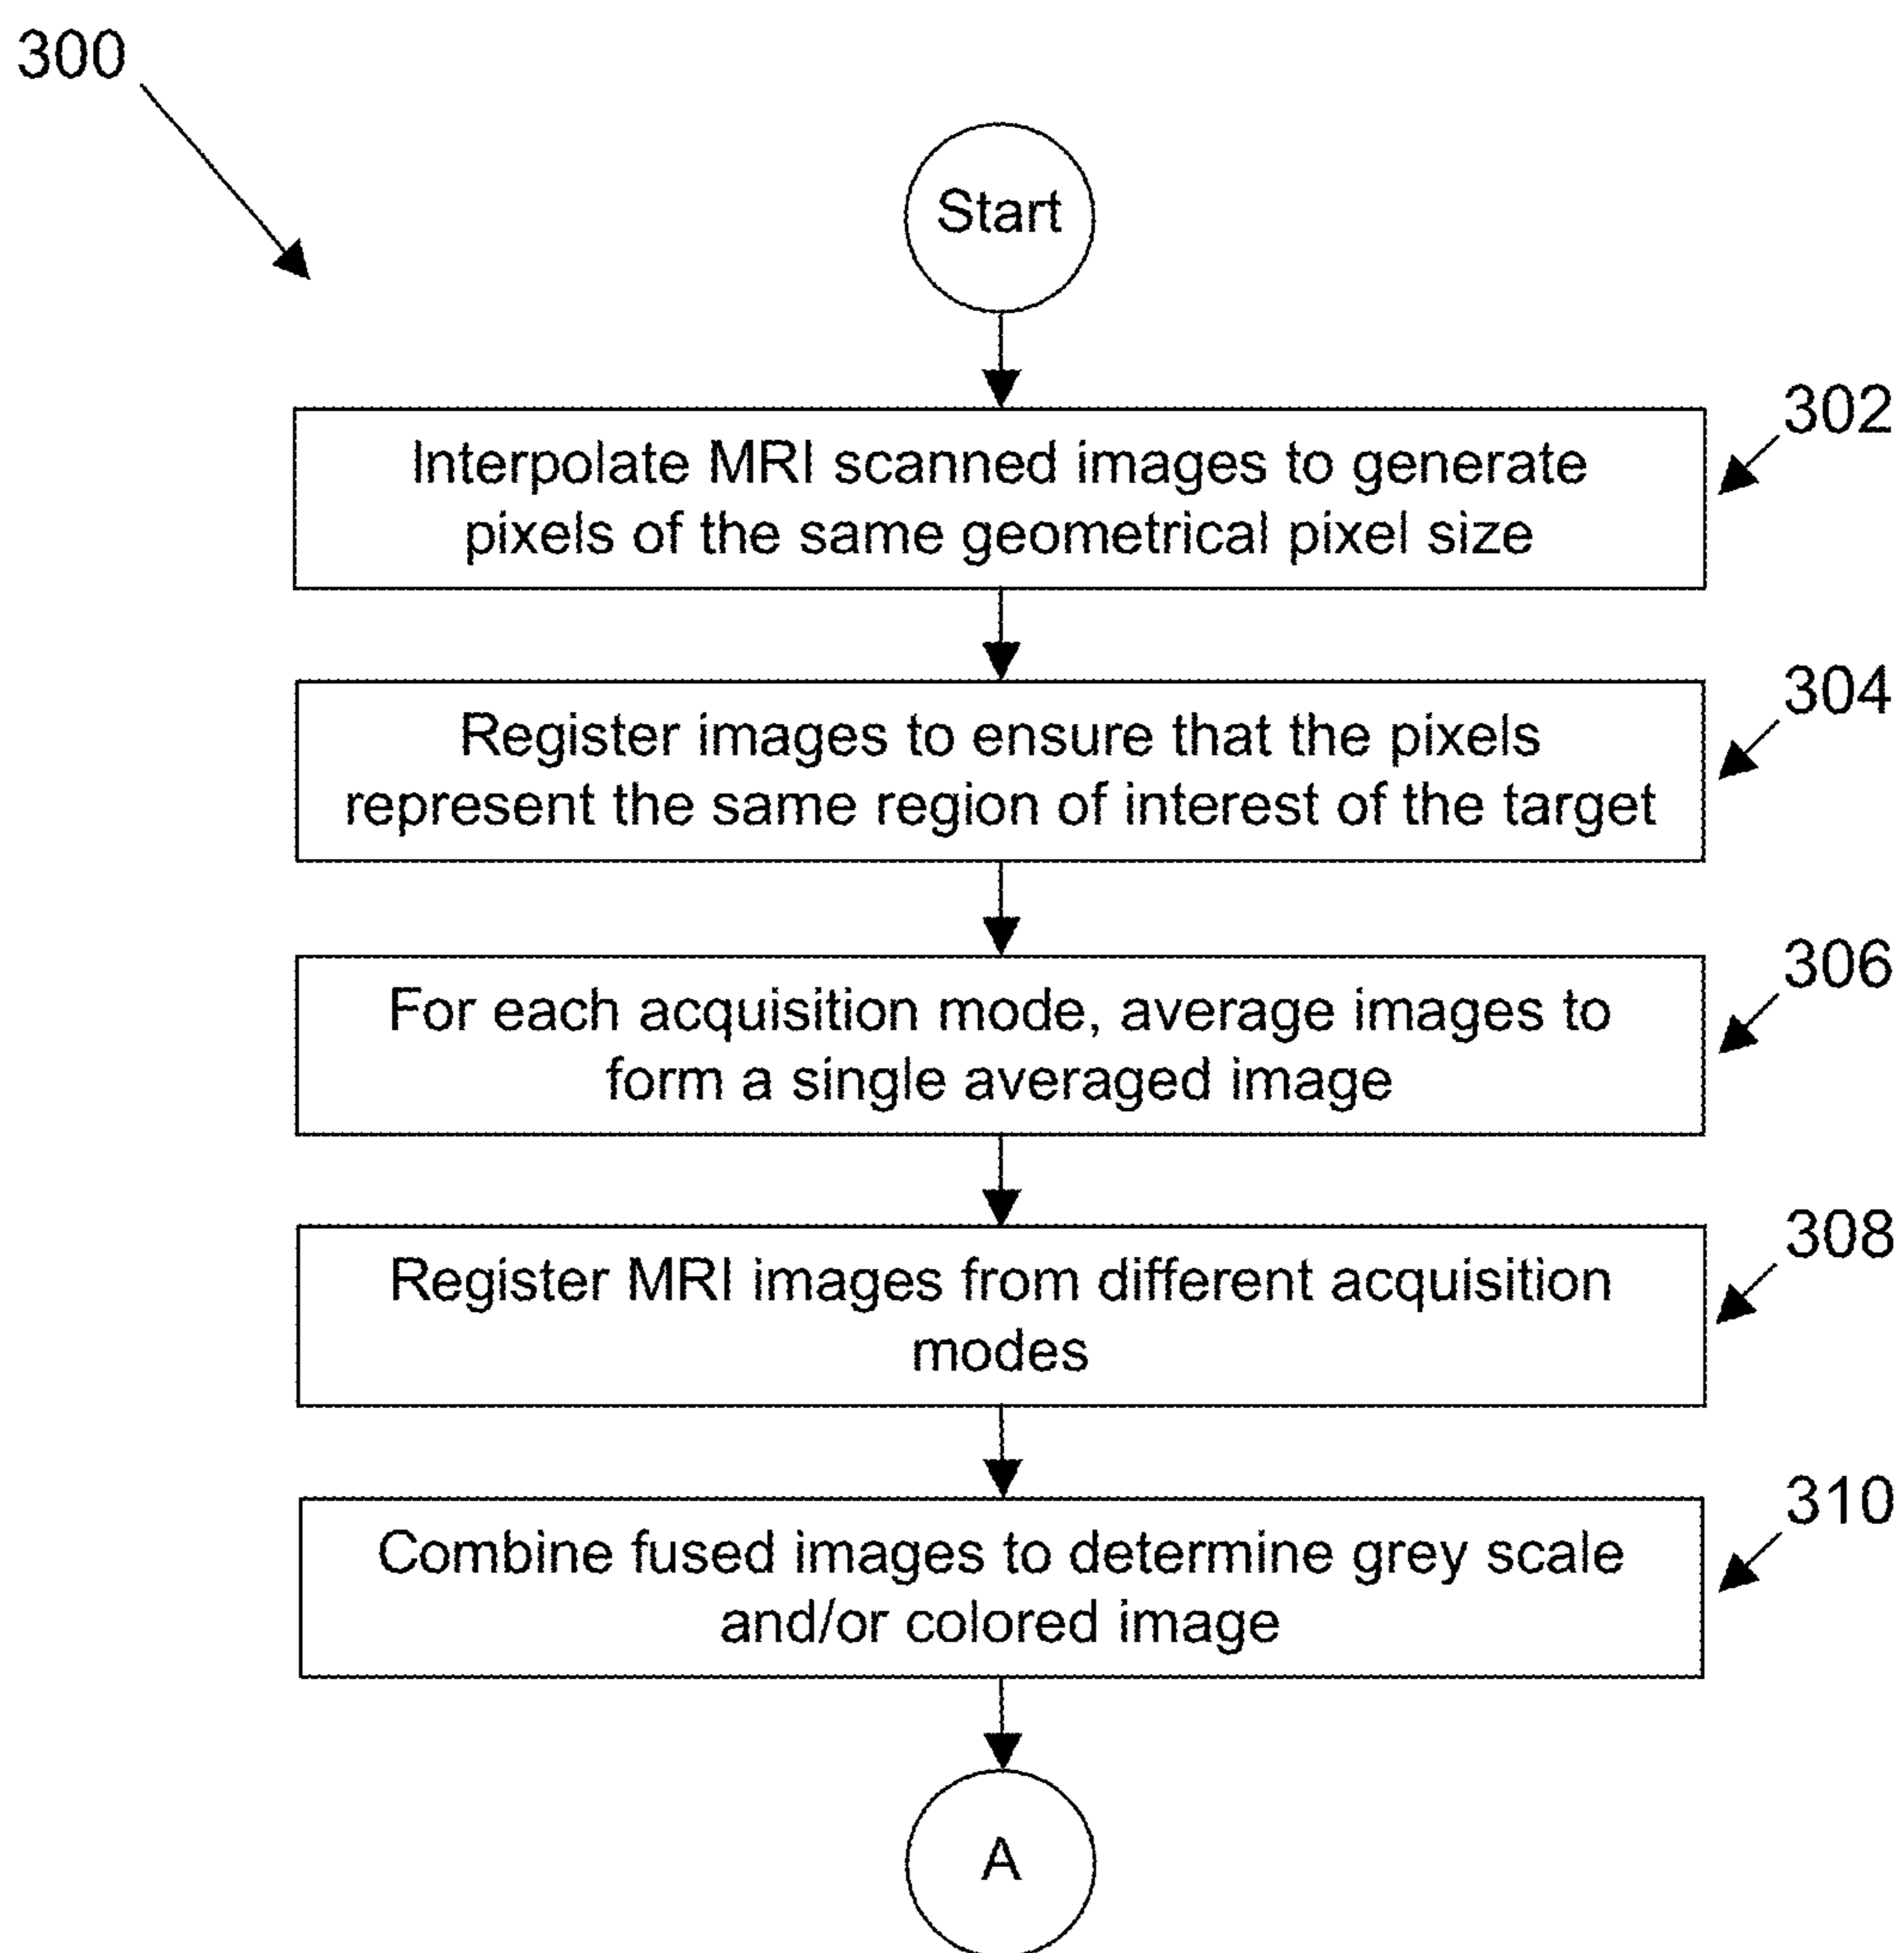 300
Start
302
Interpolate MRI scanned images to generate
pixels of the same geometrical pixel size
304
Register images to ensure that the pixels
represent the same region of interest of the target
306
For each acquisition mode, average images to
form a single averaged image
308
Register MRI images from different acquisition
modes
310
Combine fused images to determine grey scale
and/or colored image
A